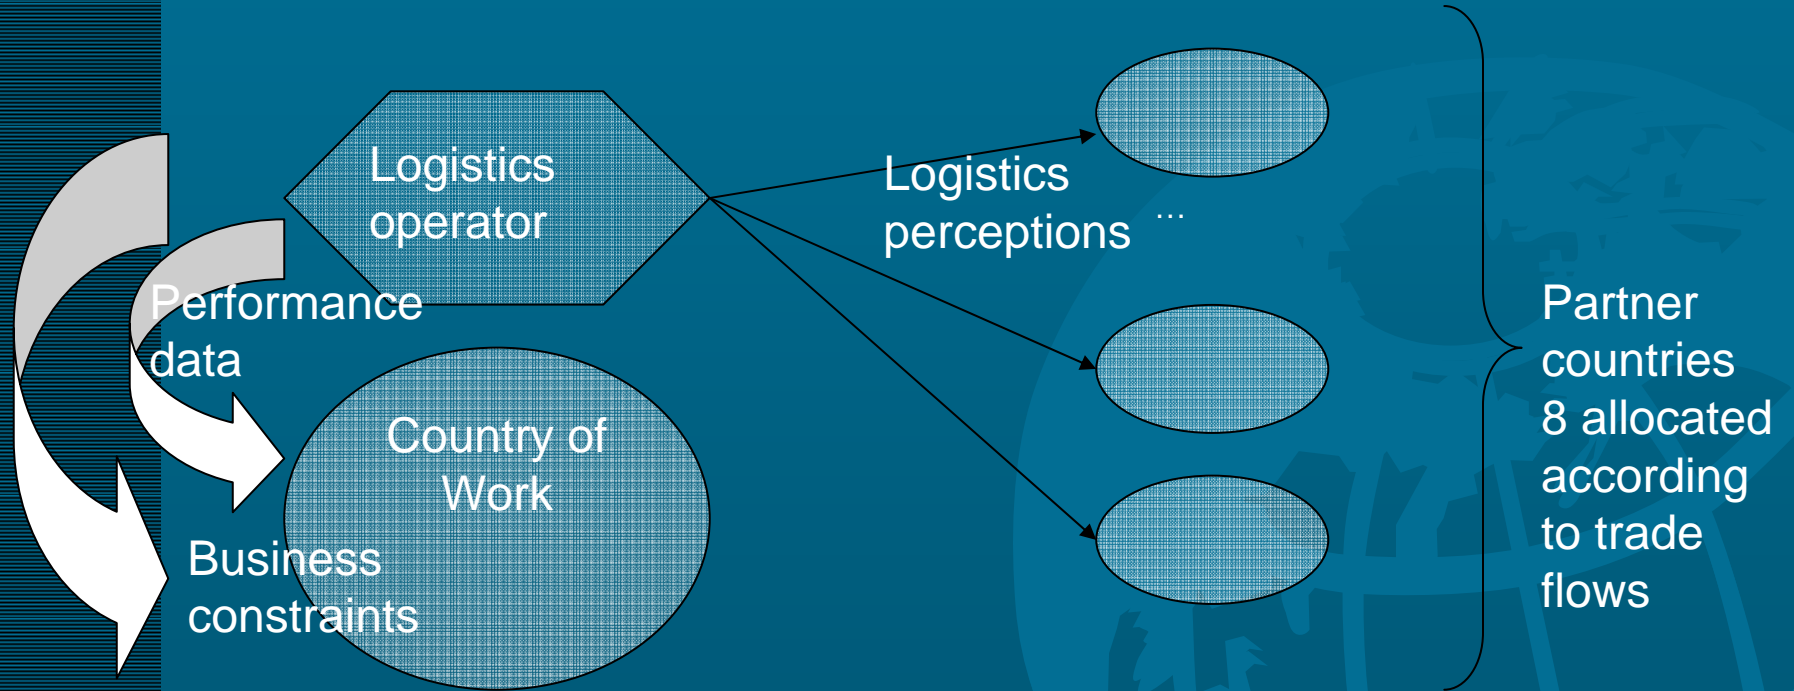 Logistics
operator
Logistics
perceptions
…
Performance
data
Country of
Work
Business
constraints
Partner
countries
8 allocated
according
to trade
flows